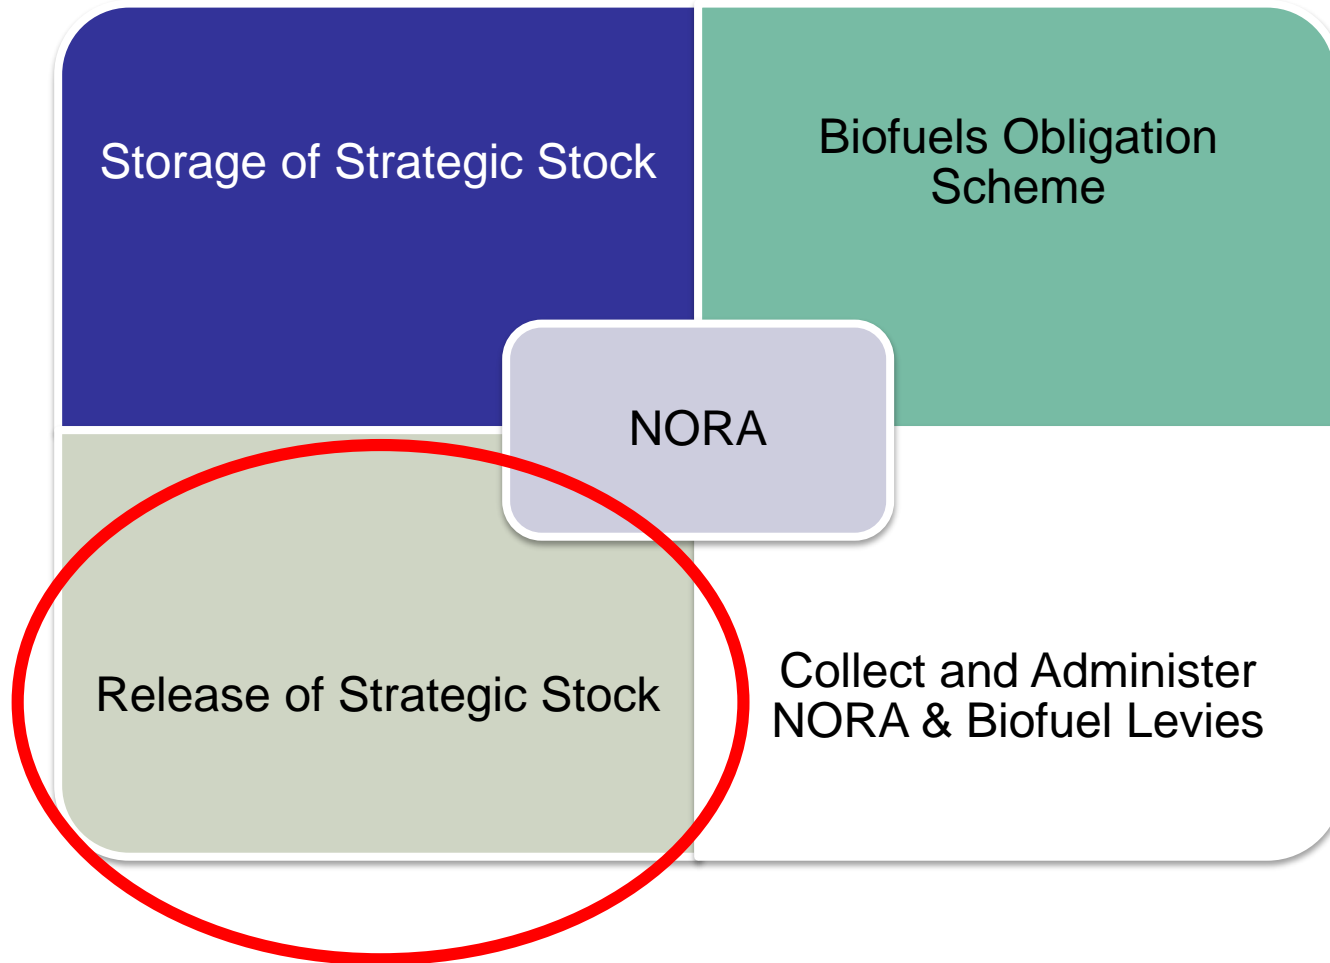 Storage of Strategic Stock
Biofuels Obligation
Scheme
NORA
Release of Strategic Stock
Collect and Administer
NORA & Biofuel Levies